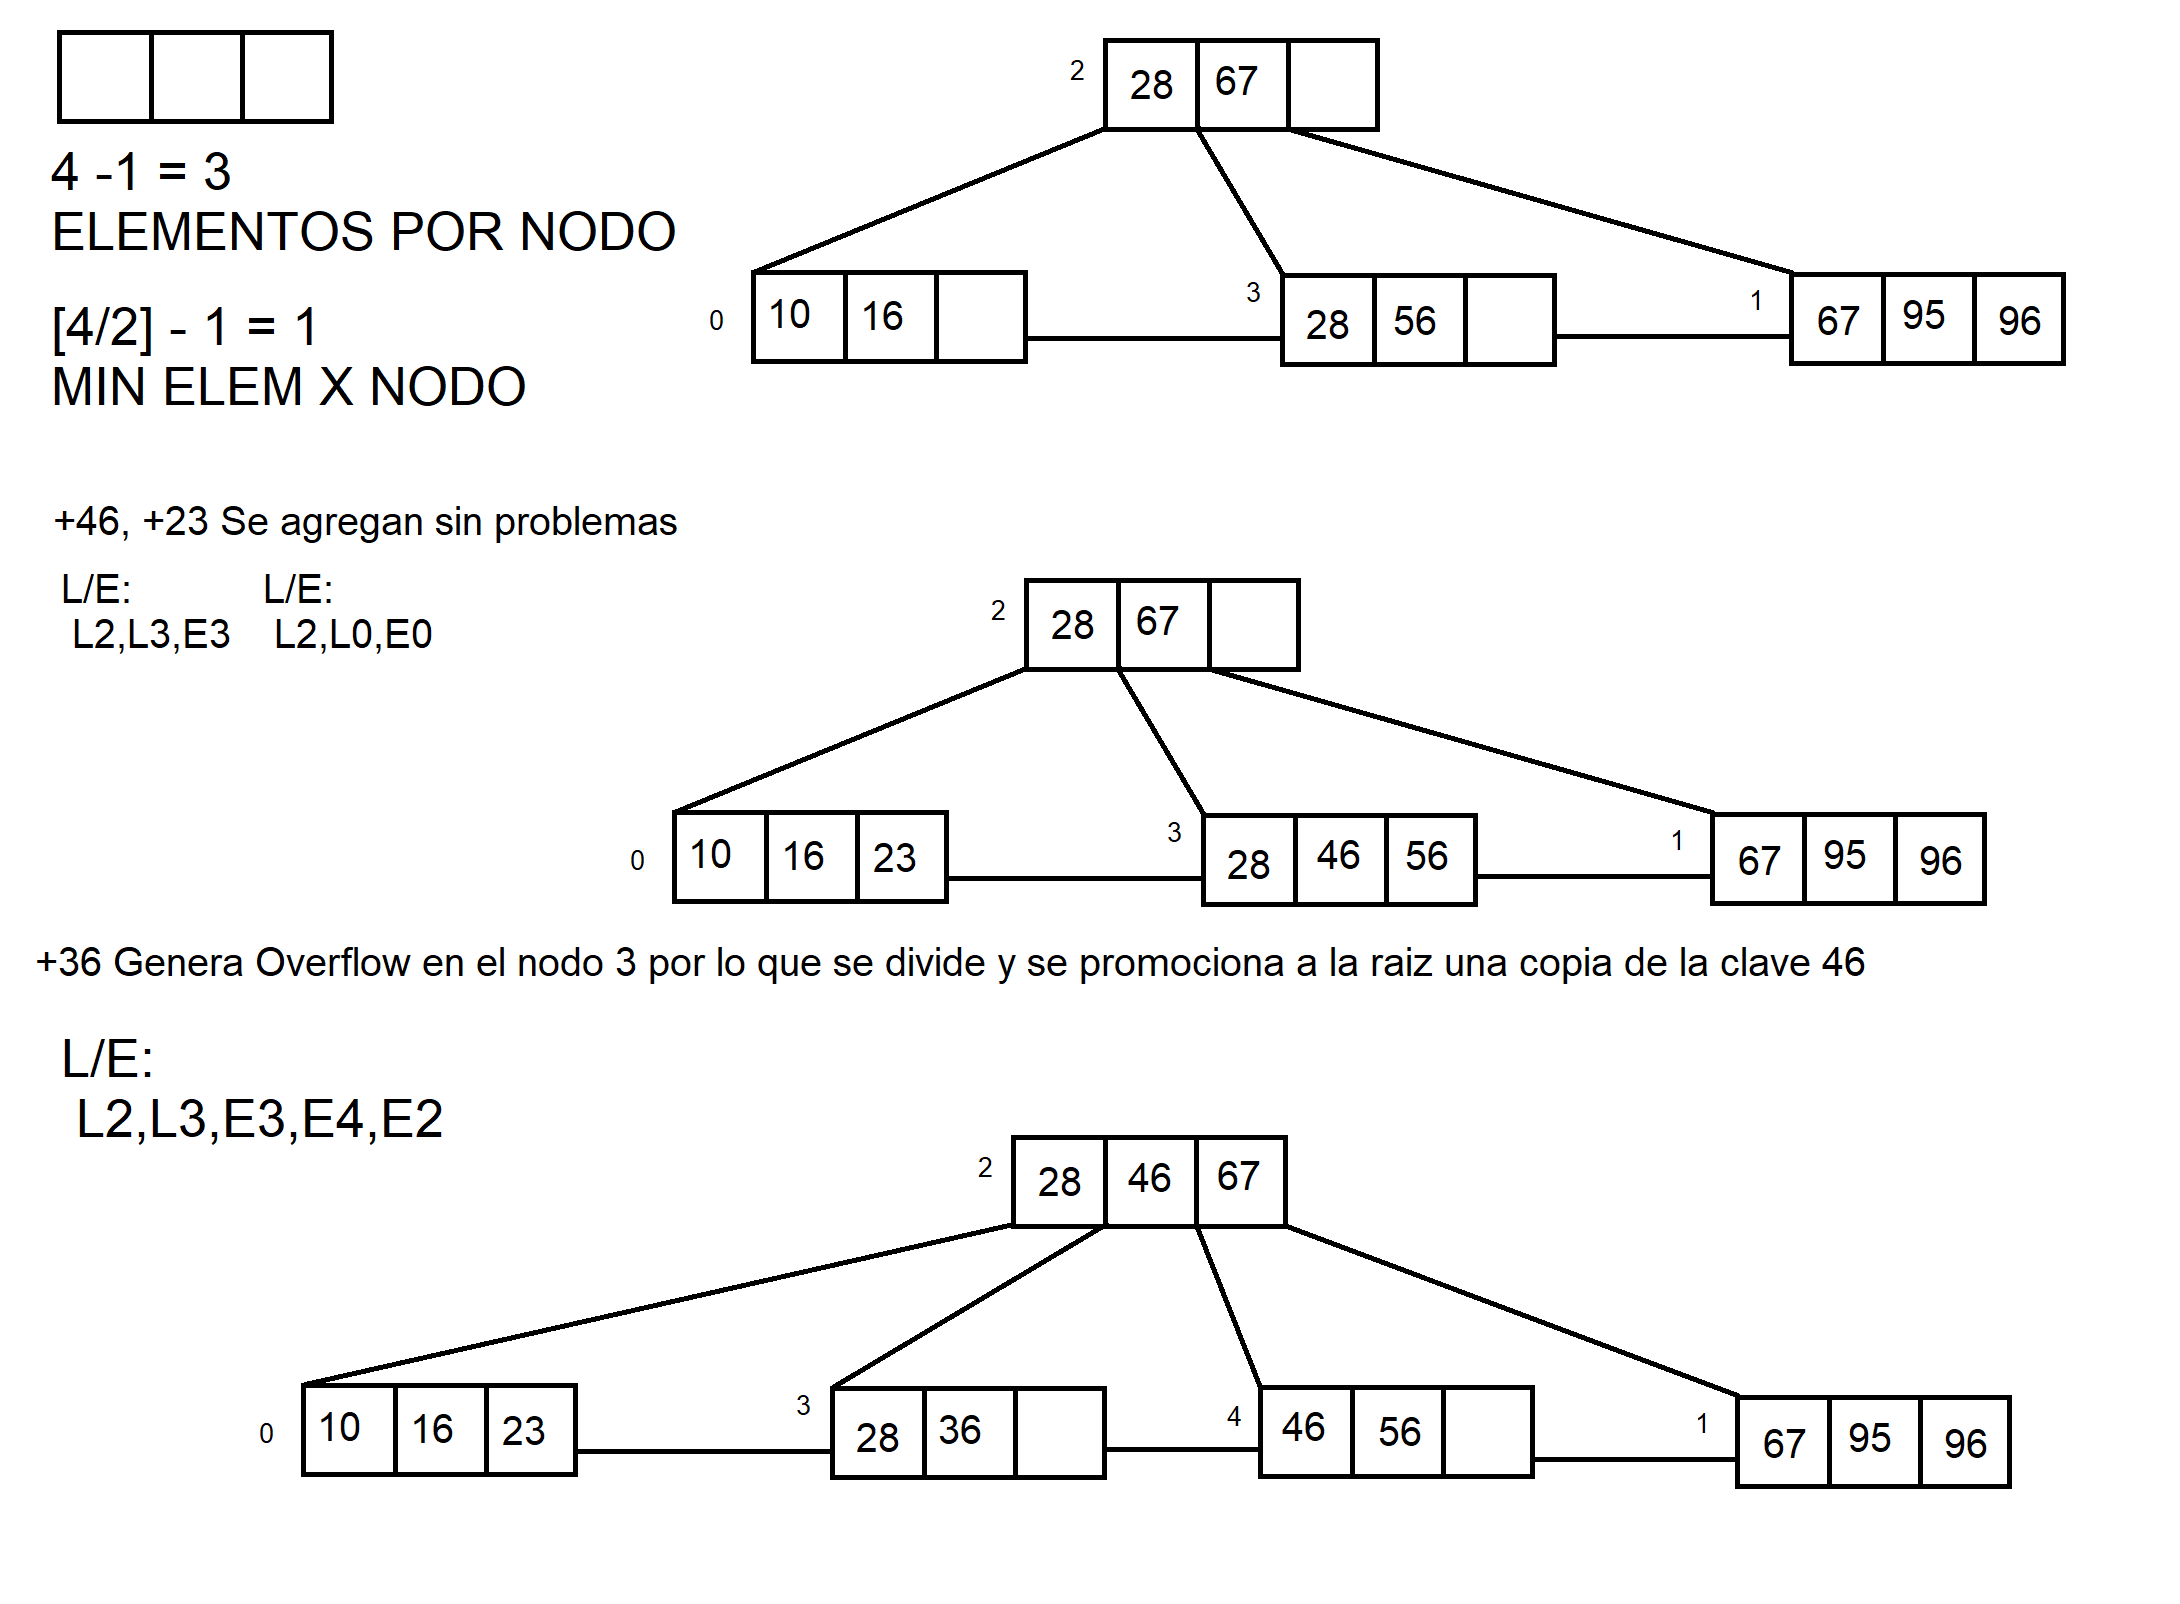 4 -1 = 3
ELEMENTOS POR NODO
[4/2] - 1 = 1
MIN ELEM X NODO
2 28 67
0 10 16
3 28 56
1 67 95 96
+46, +23 Se agregan sin problemas
L/E: L/E:
L2,L3,E3 L2,L0,E0
2 28 67
0 10 16 23
3 28 46 56
1 67 95 96
+36 Genera Overflow en el nodo 3 por lo que se divide y se promociona a la raiz una copia de la clave 46
L/E:
L2,L3,E3,E4,E2
2 28 46 67
0 10 16 23
3 28 36
4 46 56
1 67 95 96